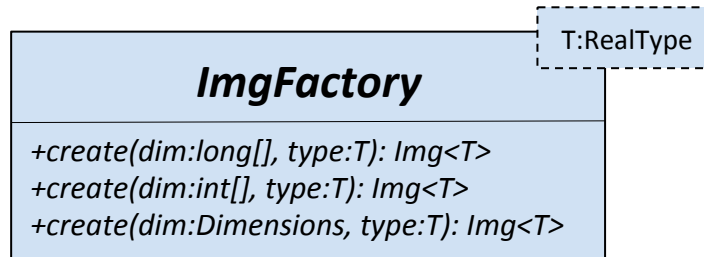 T:RealType
ImgFactory
+create(dim:long[], type:T): Img<T>
+create(dim:int[], type:T): Img<T>
+create(dim:Dimensions, type:T): Img<T>